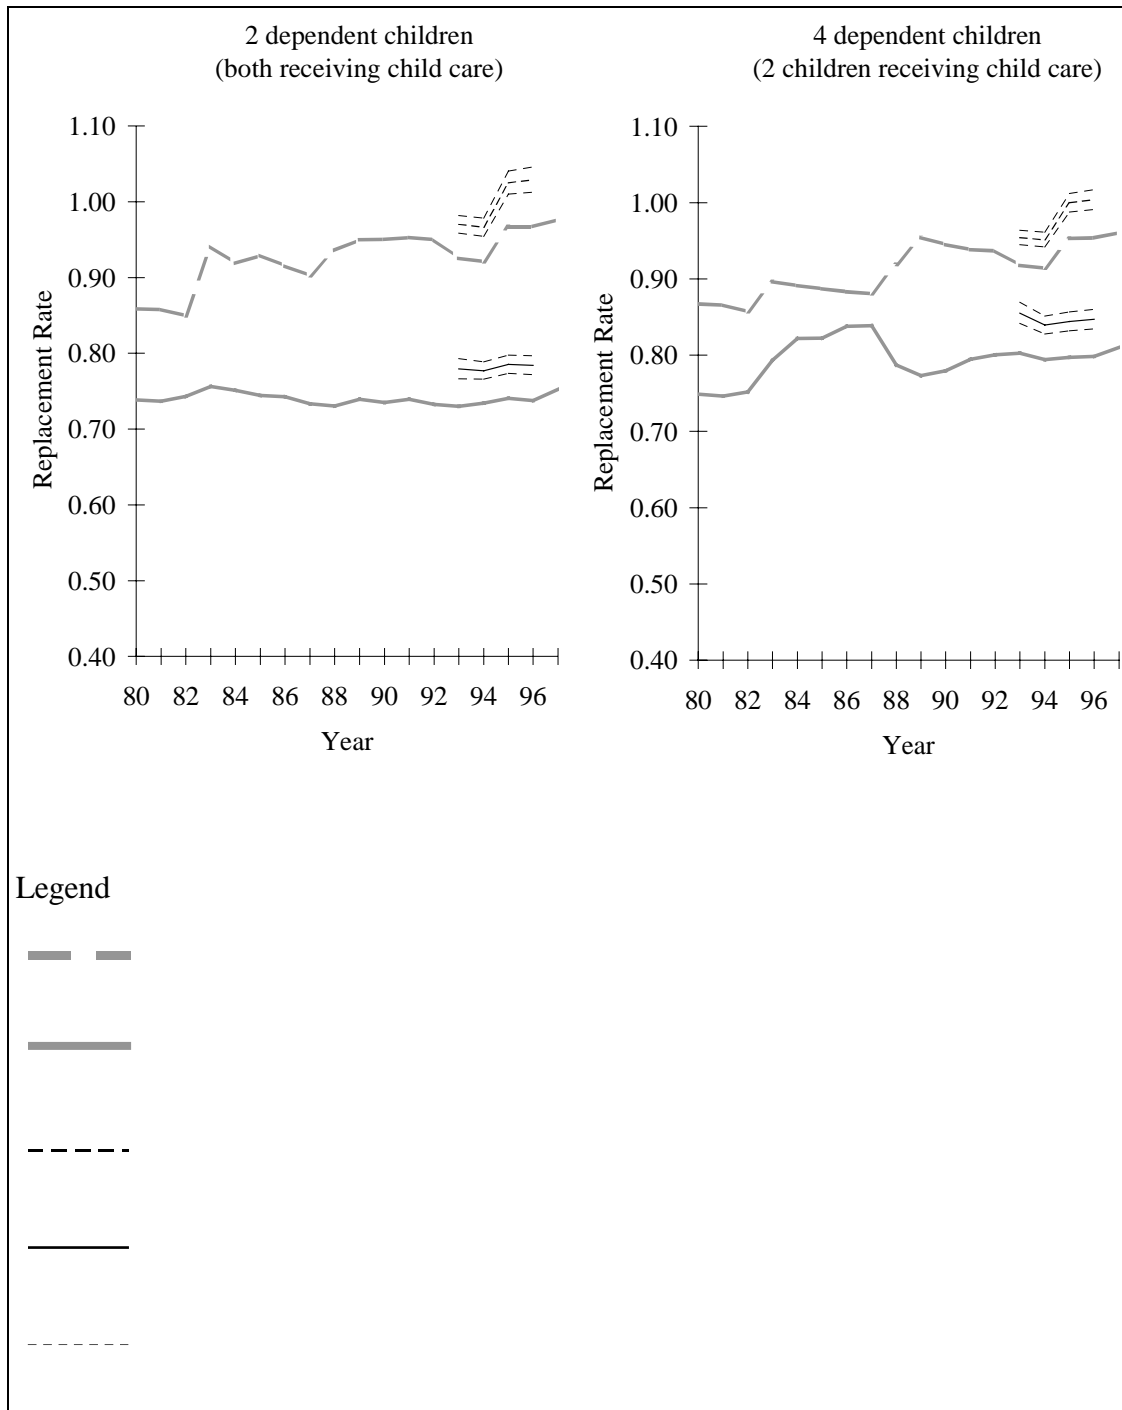 2 dependent children
(both receiving child care)
1.10
1.00
0.90
0.80
0.70
0.60
0.50
0.40
Replacement Rate
80 82 84 86 88 90 92 94 96
Year
4 dependent children
(2 children receiving child care)
1.10
1.00
0.90
0.80
0.70
0.60
0.50
0.40
Replacement Rate
80 82 84 86 88 90 92 94 96
Year
Legend